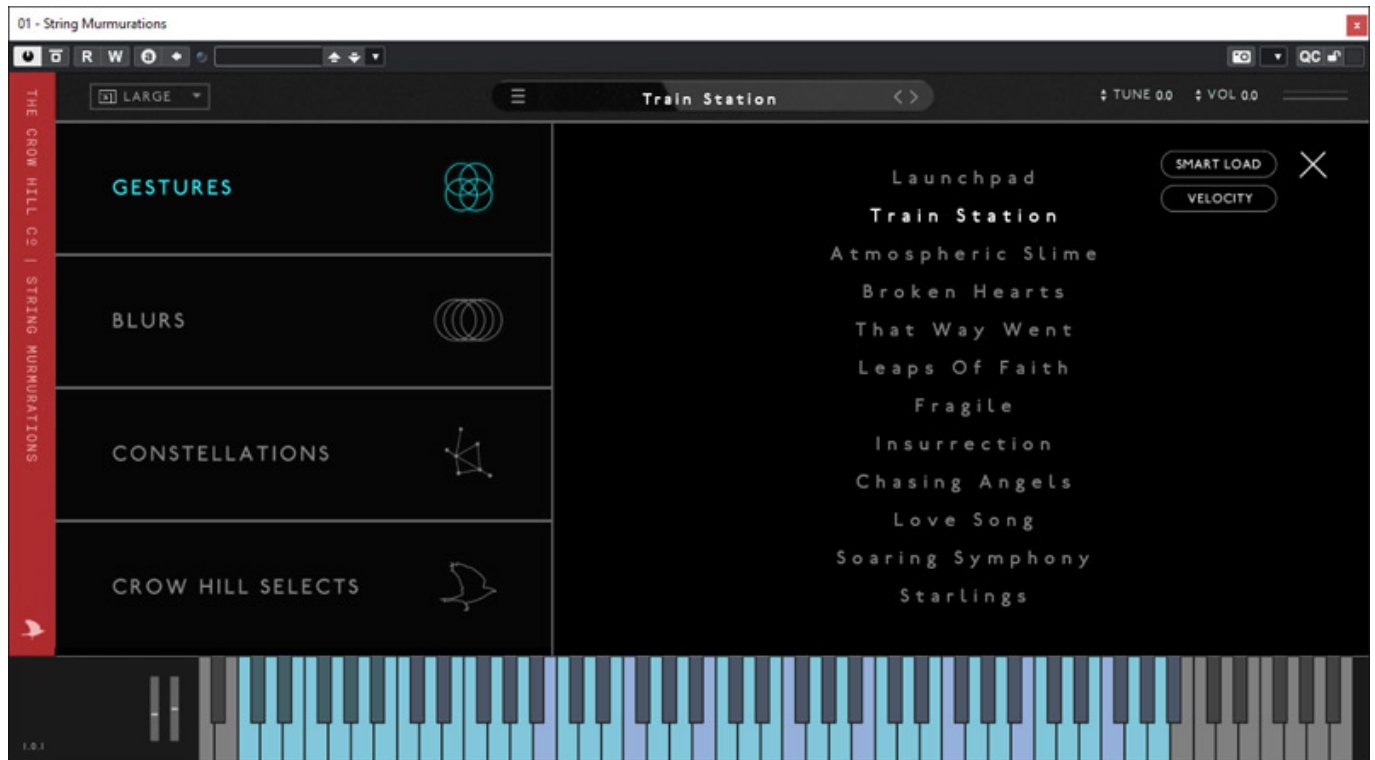 01 - String Murmurations
x
R W a QC
LARGE
Train Station
TUNE 0.0 VOL 0.0
THE CROW HILL Cº | STRING MURMURATIONS
GESTURES
BLURS
CONSTELLATIONS
CROW HILL SELECTS
SMART LOAD
VELOCITY
Launchpad
Train Station
Atmospheric Slime
Broken Hearts
That Way Went
Leaps Of Faith
Fragile
Insurrection
Chasing Angels
Love Song
Soaring Symphony
Starlings
1.0.1